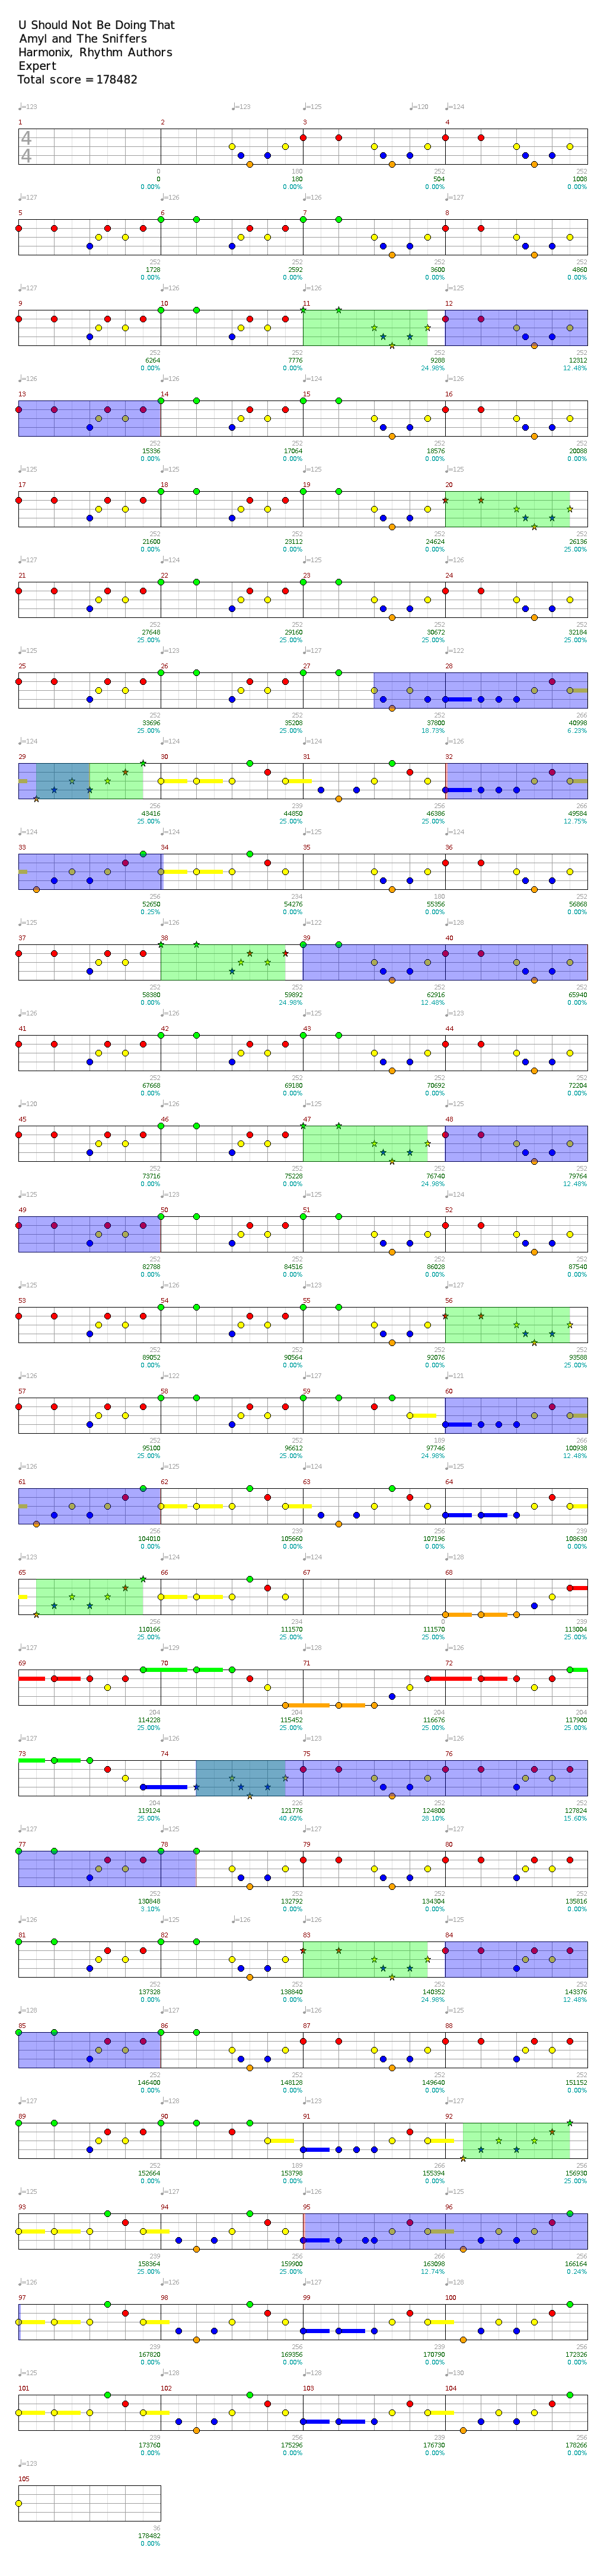 U Should Not Be Doing That
Amyl and The Sniffers
Harmonix, Rhythm Authors
Expert
Total score = 178482
♩=123 ♩=123 ♩=125 ♩=120 ♩=124
1 2 3 4
4
4
0 180 252 252
0 180 504 1008
0.00% 0.00% 0.00% 0.00%
♩=127 ♩=126 ♩=126 ♩=127
5 6 7 8
252 252 252 252
1728 2592 3600 4860
0.00% 0.00% 0.00% 0.00%
♩=127 ♩=126 ♩=126 ♩=126
9 10 11 12
252 252 252 252
6264 7776 9288 12312
0.00% 0.00% 24.98% 12.48%
♩=126 ♩=126 ♩=124 ♩=126
13 14 15 16
252 252 252 252
15336 17064 18576 20088
0.00% 0.00% 0.00% 0.00%
♩=125 ♩=125 ♩=125 ♩=125
17 18 19 20
252 252 252 252
21600 23112 24624 26136
0.00% 0.00% 0.00% 25.00%
♩=127 ♩=124 ♩=123 ♩=124
21 22 23 24
252 252 252 252
27648 29160 30672 32184
25.00% 25.00% 25.00% 25.00%
♩=125 ♩=123 ♩=127 ♩=122
25 26 27 28
252 252 252 266
33696 35208 37800 40998
25.00% 25.00% 18.73% 6.23%
♩=124 ♩=124 ♩=125 ♩=126
29 30 31 32
256 239 256 266
43416 44850 46386 49584
25.00% 25.00% 25.00% 12.75%
♩=124 ♩=124 ♩=124 ♩=124
33 34 35 36
256 234 180 252
52650 54276 55356 56868
0.25% 0.00% 0.00% 0.00%
♩=125 ♩=126 ♩=122 ♩=128
37 38 39 40
252 252 252 252
58380 59892 62916 65940
0.00% 24.98% 12.48% 0.00%
♩=126 ♩=126 ♩=125 ♩=123
41 42 43 44
252 252 252 252
67668 69180 70692 72204
0.00% 0.00% 0.00% 0.00%
♩=120 ♩=126 ♩=125 ♩=125
45 46 47 48
252 252 252 252
73716 75228 76740 79764
0.00% 0.00% 24.98% 12.48%
♩=125 ♩=123 ♩=125 ♩=124
49 50 51 52
252 252 252 252
82788 84516 86028 87540
0.00% 0.00% 0.00% 0.00%
♩=125 ♩=126 ♩=123 ♩=127
53 54 55 56
252 252 252 252
89052 90564 92076 93588
0.00% 0.00% 0.00% 25.00%
♩=126 ♩=122 ♩=124 ♩=121
57 58 59 60
252 252 189 266
95100 96612 97746 100938
25.00% 25.00% 24.98% 12.48%
♩=126 ♩=125 ♩=124 ♩=125
61 62 63 64
256 239 256 239
104010 105660 107196 108630
0.00% 0.00% 0.00% 0.00%
♩=123 ♩=124 ♩=124 ♩=128
65 66 67 68
256 234 0 239
110166 111570 111570 113004
25.00% 25.00% 25.00% 25.00%
♩=127 ♩=129 ♩=128 ♩=126
69 70 71 72
204 204 204 204
114228 115452 116676 117900
25.00% 25.00% 25.00% 25.00%
♩=127 ♩=126 ♩=125 ♩=126
73 74 75 76
204 226 252 252
119124 121776 124800 127824
25.00% 40.60% 28.10% 15.60%
♩=127 ♩=127 ♩=127 ♩=127
77 78 79 80
252 252 252 252
130848 132792 134304 135816
3.10% 0.00% 0.00% 0.00%
♩=126 ♩=125 ♩=126 ♩=125 ♩=127
81 82 83 84
252 252 252 252
137328 138840 140352 143376
0.00% 0.00% 24.98% 12.48%
♩=128 ♩=127 ♩=126 ♩=125
85 86 87 88
252 252 252 252
146400 148128 149640 151152
0.00% 0.00% 0.00% 0.00%
♩=127 ♩=128 ♩=123 ♩=127
89 90 91 92
252 189 266 256
152664 153798 155394 156930
0.00% 0.00% 0.00% 25.00%
♩=125 ♩=127 ♩=126 ♩=125
93 94 95 96
239 256 266 256
158364 159900 163098 166164
25.00% 25.00% 12.74% 0.24%
♩=126 ♩=126 ♩=126 ♩=128
97 98 99 100
239 256 239 256
167820 169356 170790 172326
0.00% 0.00% 0.00% 0.00%
♩=125 ♩=128 ♩=128 ♩=130
101 102 103 104
239 256 239 256
173760 175296 176730 178266
0.00% 0.00% 0.00% 0.00%
♩=123
105
36
178482
0.00%